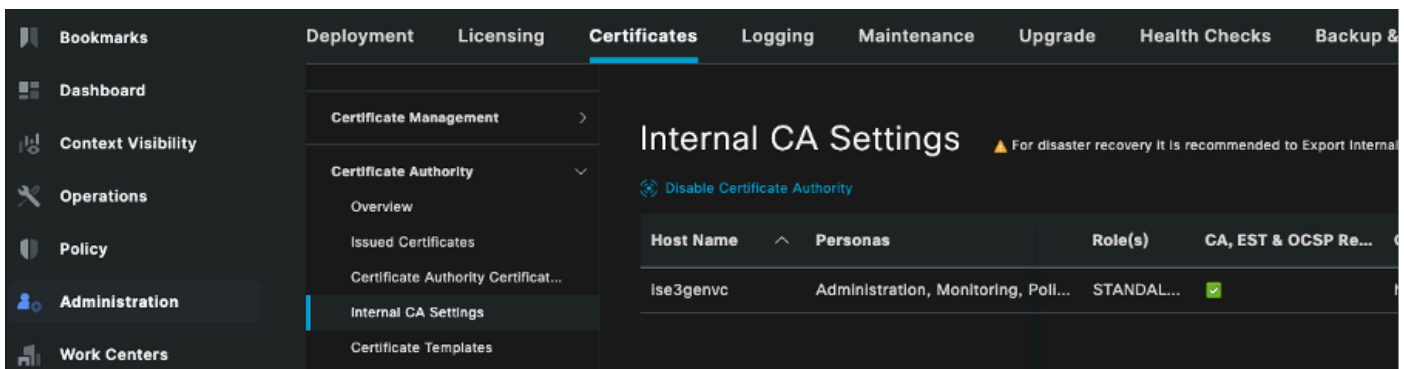 Bookmarks
Dashboard
Context Visibility
Operations
Policy
Administration
Work Centers
Deployment Licensing Certificates Logging Maintenance Upgrade Health Checks Backup &
Certificate Management
Certificate Authority
Overview
Issued Certificates
Certificate Authority Certificat...
Internal CA Settings
Certificate Templates
Internal CA Settings
For disaster recovery it is recommended to Export Internal
Disable Certificate Authority
Host Name Personas Role(s) CA, EST & OCSP Re...
ise3genvc Administration, Monitoring, Poli... STANDAL...